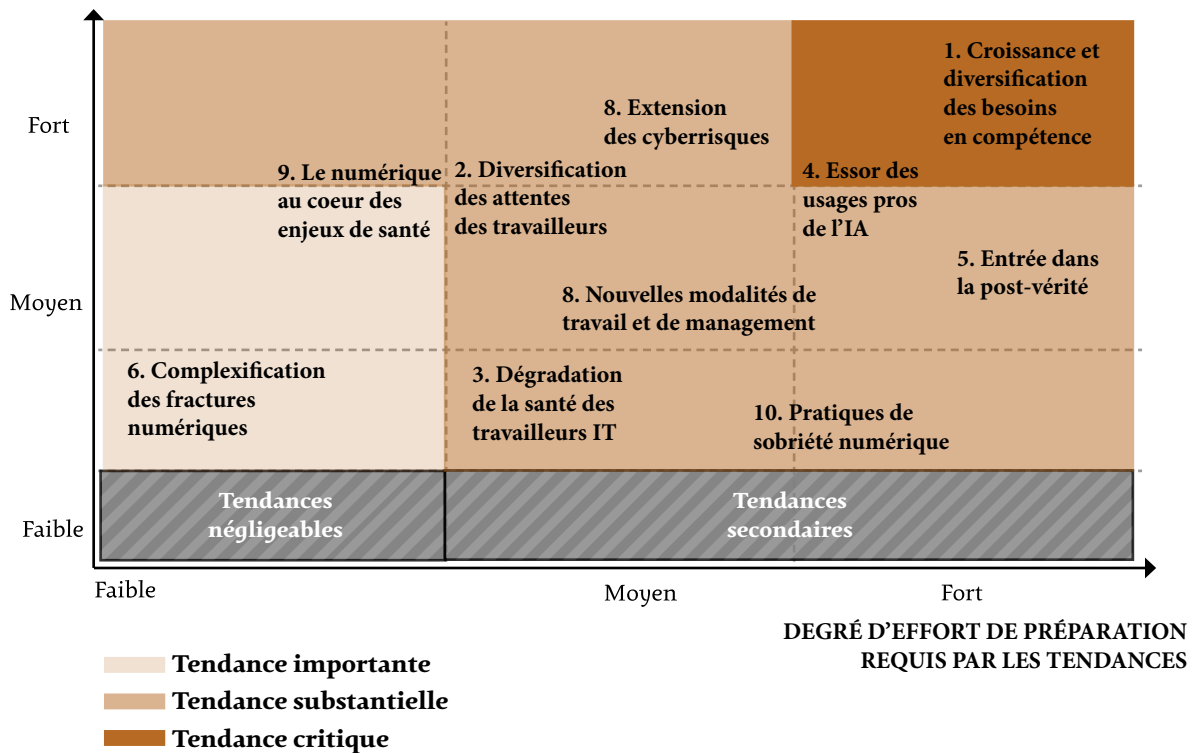 Fort
1. Croissance et
diversification
des besoins
en compétence
8. Extension
des cyberrisques
9. Le numérique
au coeur des
enjeux de santé
2. Diversification
des attentes
des travailleurs
4. Essor des
usages pros
de l'IA
5. Entrée dans
la post-vérité
Moyen
8. Nouvelles modalités de
travail et de management
6. Complexification
des fractures
numériques
3. Dégradation
de la santé des
travailleurs IT
10. Pratiques de
sobriété numérique
Faible
Tendances
négligeables
Tendances
secondaires
Faible
Moyen
Fort
DEGRÉ D'EFFORT DE PRÉPARATION
REQUIS PAR LES TENDANCES
Tendance importante
Tendance substantielle
Tendance critique